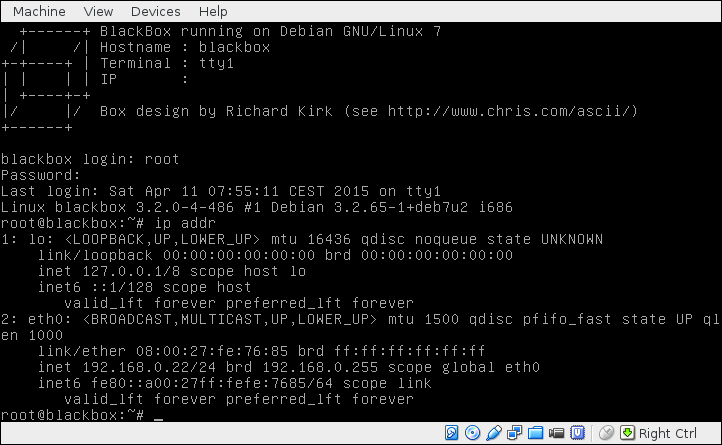 Machine View Devices Help
+------+ BlackBox running on Debian GNU/Linux 7
/| /| Hostname : blackbox
+-+----+ | Terminal : tty1
| | | | IP :
| +----+-+
|/ |/ Box design by Richard Kirk (see http://www.chris.com/ascii/)
+------+
blackbox login: root
Password:
Last login: Sat Apr 11 07:55:11 CEST 2015 on tty1
Linux blackbox 3.2.0-4-486 #1 Debian 3.2.65-1+deb7u2 i686
root@blackbox:~# ip addr
1: lo: <LOOPBACK,UP,LOWER_UP> mtu 16436 qdisc noqueue state UNKNOWN
link/loopback 00:00:00:00:00:00 brd 00:00:00:00:00:00
inet 127.0.0.1/8 scope host lo
inet6 ::1/128 scope host
valid_lft forever preferred_lft forever
2: eth0: <BROADCAST,MULTICAST,UP,LOWER_UP> mtu 1500 qdisc pfifo_fast state UP ql
en 1000
link/ether 08:00:27:fe:76:85 brd ff:ff:ff:ff:ff:ff
inet 192.168.0.22/24 brd 192.168.0.255 scope global eth0
inet6 fe80::a00:27ff:fefe:7685/64 scope link
valid_lft forever preferred_lft forever
root@blackbox:~# _
Right Ctrl